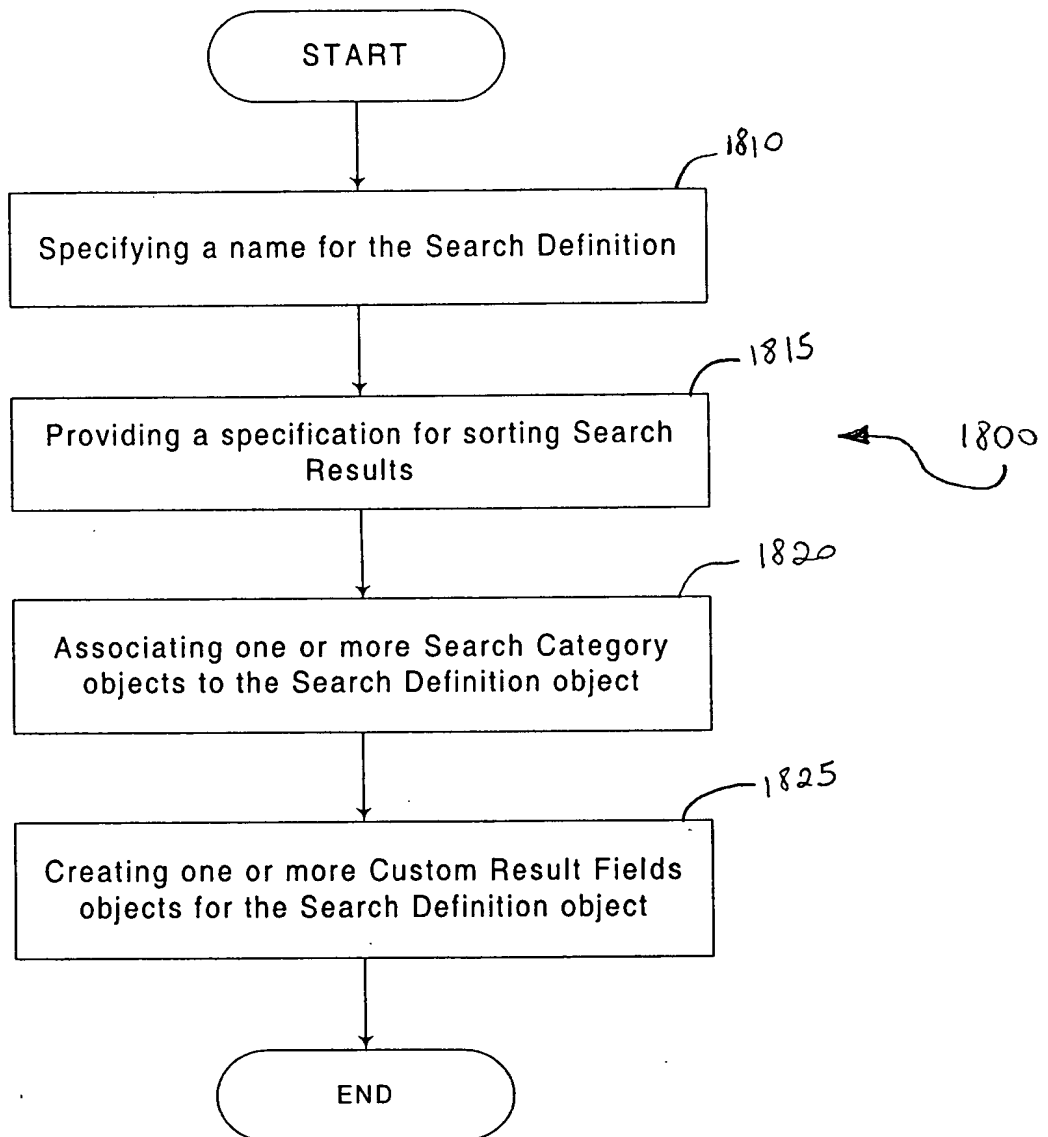 START
1810
Specifying a name for the Search Definition
1815
Providing a specification for sorting Search
Results
1800
1820
Associating one or more Search Category
objects to the Search Definition object
1825
Creating one or more Custom Result Fields
objects for the Search Definition object
END